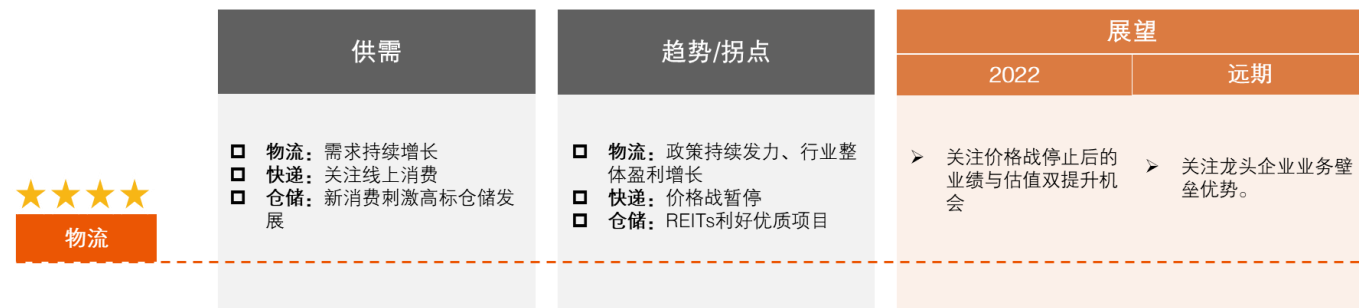 供需
趋势/拐点
展望
2022
远期
物流：需求持续增长
快递：关注线上消费
仓储：新消费刺激高标仓储发
展
物流：政策持续发力、行业整
体盈利增长
快递：价格战暂停
仓储：REITs利好优质项目
关注价格战停止后的
业绩与估值双提升机
会
关注龙头企业业务壁
垒优势。
物流